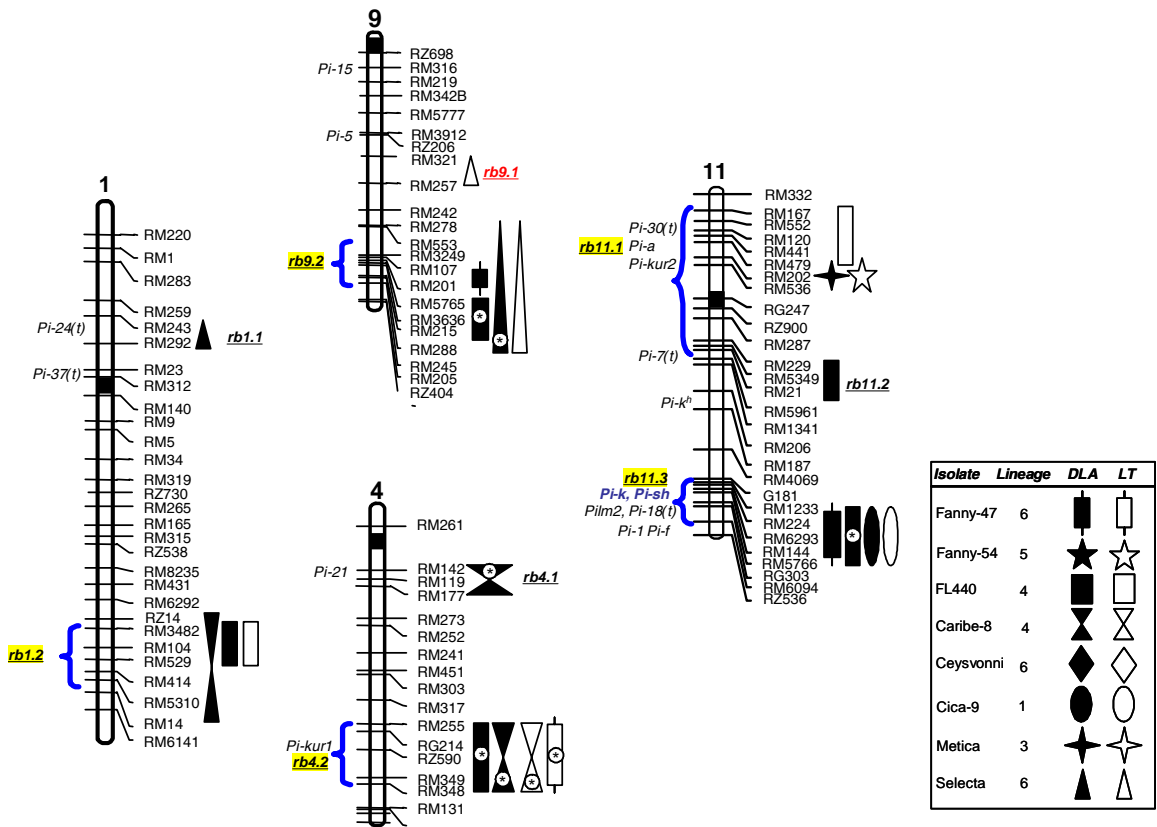 1
RM220
RM1
RM283
RM259
Pi-24(t)
RM243
RM292
rb1.1
Pi-37(t)
RM23
RM312
RM140
RM9
RM5
RM34
RM319
RZ730
RM265
RM165
RM315
RZ538
RM8235
RM431
RM6292
RZ14
RM3482
rb1.2
RM104
RM529
RM414
RM5310
RM14
RM6141
9
RZ698
Pi-15
RM316
RM219
RM342B
RM5777
Pi-5
RM3912
RZ206
RM321
rb9.1
RM257
RM242
RM278
RM553
rb9.2
RM3249
RM107
RM201
RM5765
RM3636
RM215
RM288
RM245
RM205
RZ404
4
RM261
Pi-21
RM142
RM119
RM177
rb4.1
RM273
RM252
RM241
RM451
RM303
RM317
RM255
Pi-kur1
RG214
rb4.2
RZ590
RM349
RM348
RM131
11
RM332
RM167
RM552
Pi-30(t)
RM120
rb11.1 Pi-a
RM441
Pi-kur2
RM479
RM202
RM536
RG247
RZ900
RM287
Pi-7(t)
RM229
RM5349
RM21
rb11.2
Pi-kh
RM5961
RM1341
RM206
RM187
rb11.3
RM4069
Pi-k, Pi-sh
G181
Pilm2, Pi-18(t)
RM1233
RM224
Pi-1 Pi-f
RM6293
RM144
RM5766
RG303
RM6094
RZ536
Isolate Lineage DLA LT
Fanny-47 6
Fanny-54 5
FL440 4
Caribe-8 4
Ceysvonni 6
Cica-9 1
Metica 3
Selecta 6